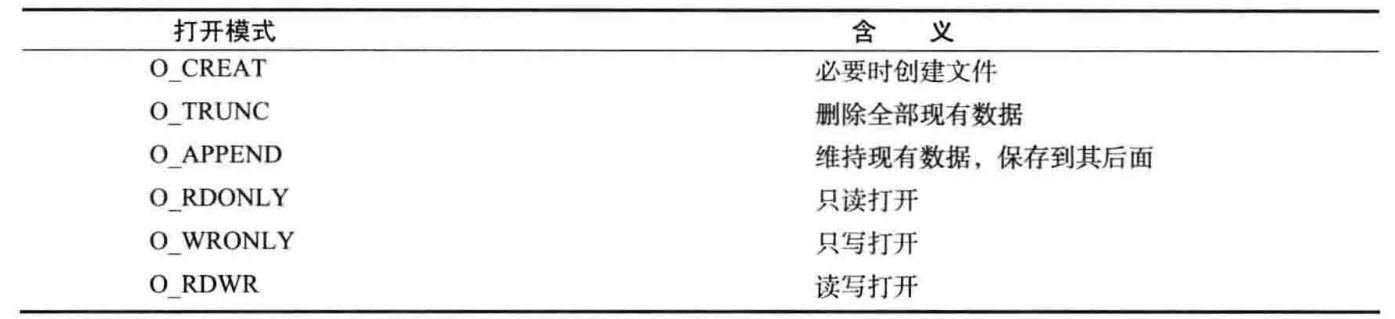 打开模式 含 义
O_CREAT 必要时创建文件
O_TRUNC 删除全部现有数据
O_APPEND 维持现有数据，保存到其后面
O_RDONLY 只读打开
O_WRONLY 只写打开
O_RDWR 读写打开